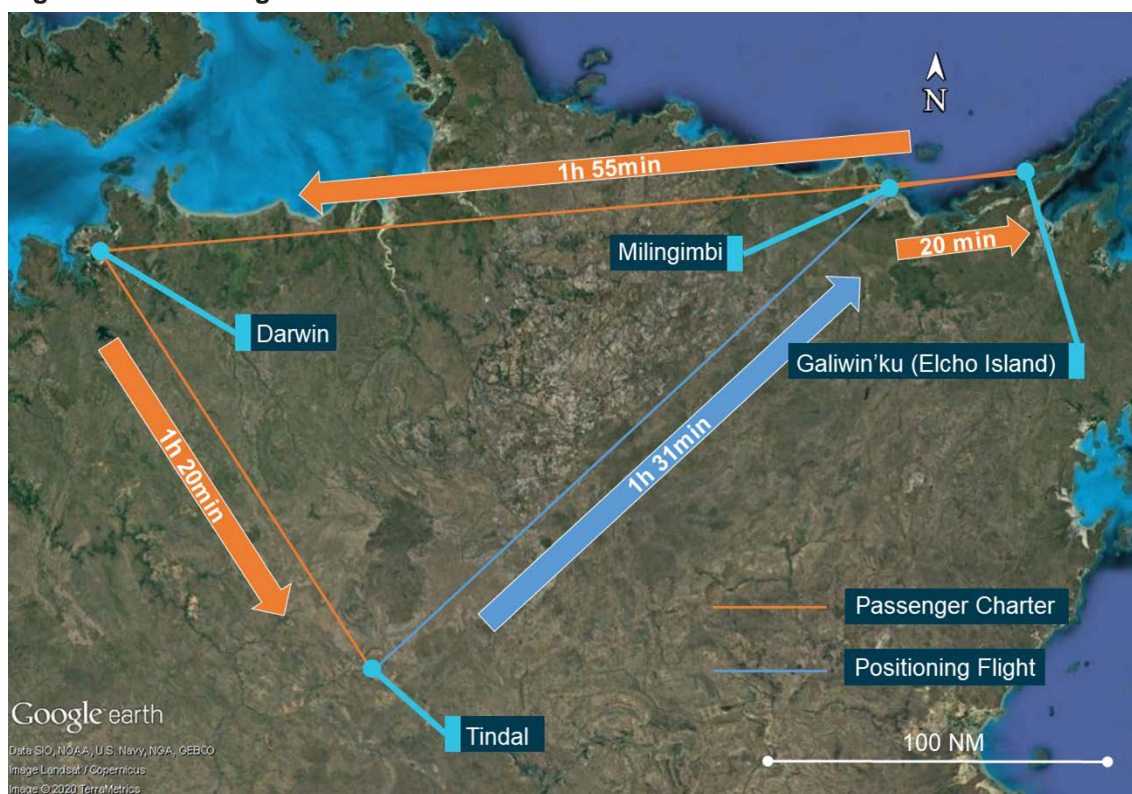 N
1h 55min
Milingimbi
20 min
Darwin
Galiwin'ku (Elcho Island)
1h 20min
1h 31min
Passenger Charter
Positioning Flight
Tindal
100 NM
Google earth
Data SIO, NOAA, U.S. Navy, NGA, GEBCO
Image Landsat / Copernicus
Image © 2020 TerraMetrics